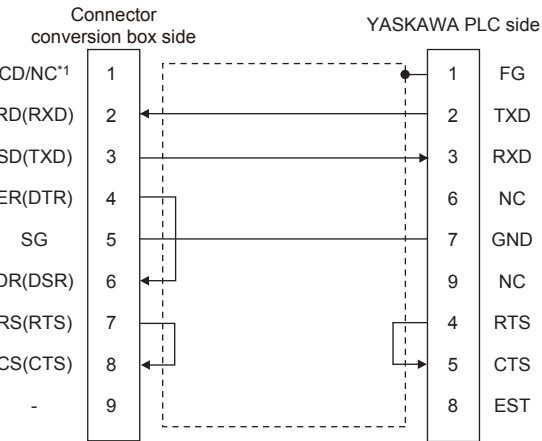 Connector
conversion box side
YASKAWA PLC side
CD/NC*1 1 1 FG
RD(RXD) 2 2 TXD
SD(TXD) 3 3 RXD
ER(DTR) 4 6 NC
SG 5 7 GND
DR(DSR) 6 9 NC
RS(RTS) 7 4 RTS
CS(CTS) 8 5 CTS
- 9 8 EST